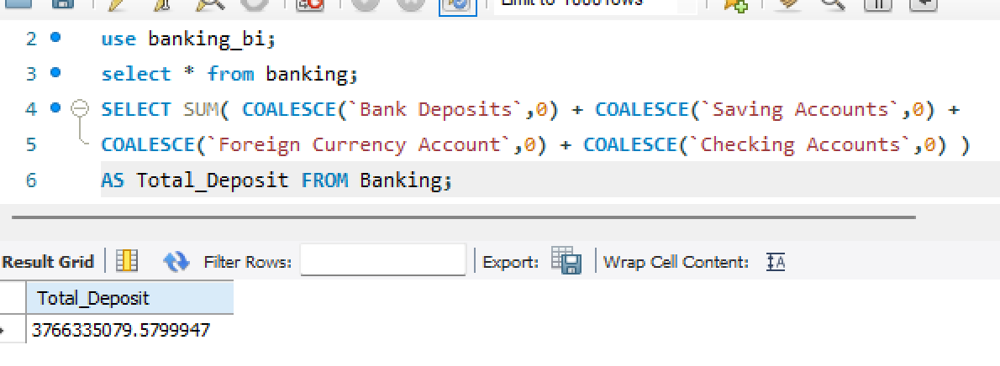 2 use banking_bi;
3 select * from banking;
4 SELECT SUM( COALESCE(`Bank Deposits`,0) + COALESCE(`Saving Accounts`,0) +
5 COALESCE(`Foreign Currency Account`,0) + COALESCE(`Checking Accounts`,0) )
6 AS Total_Deposit FROM Banking;
Result Grid Filter Rows: Export: Wrap Cell Content: IA
Total_Deposit
3766335079.5799947